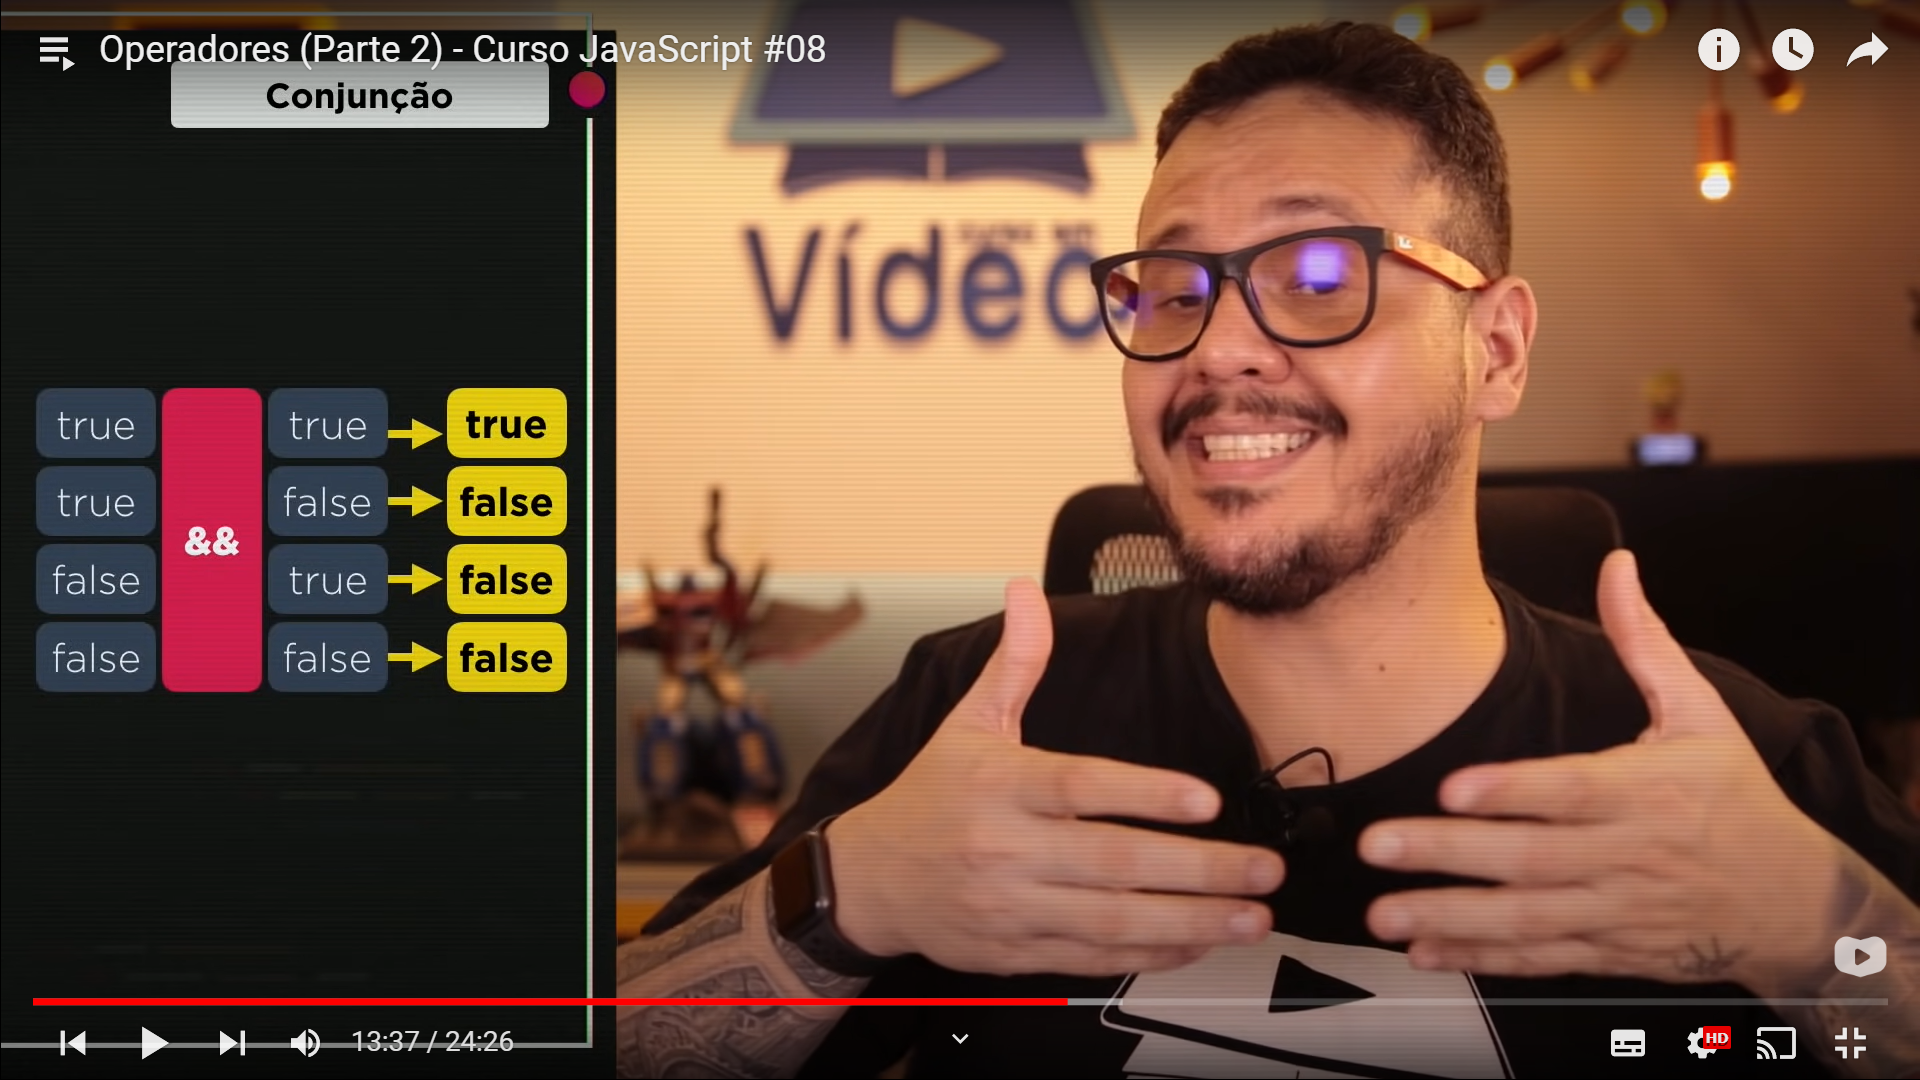 Operadores (Parte 2) - Curso JavaScript #08
Conjunção
Vídeo
true && true true
true false false
false true false
false false false
13:37 / 24:26
HD